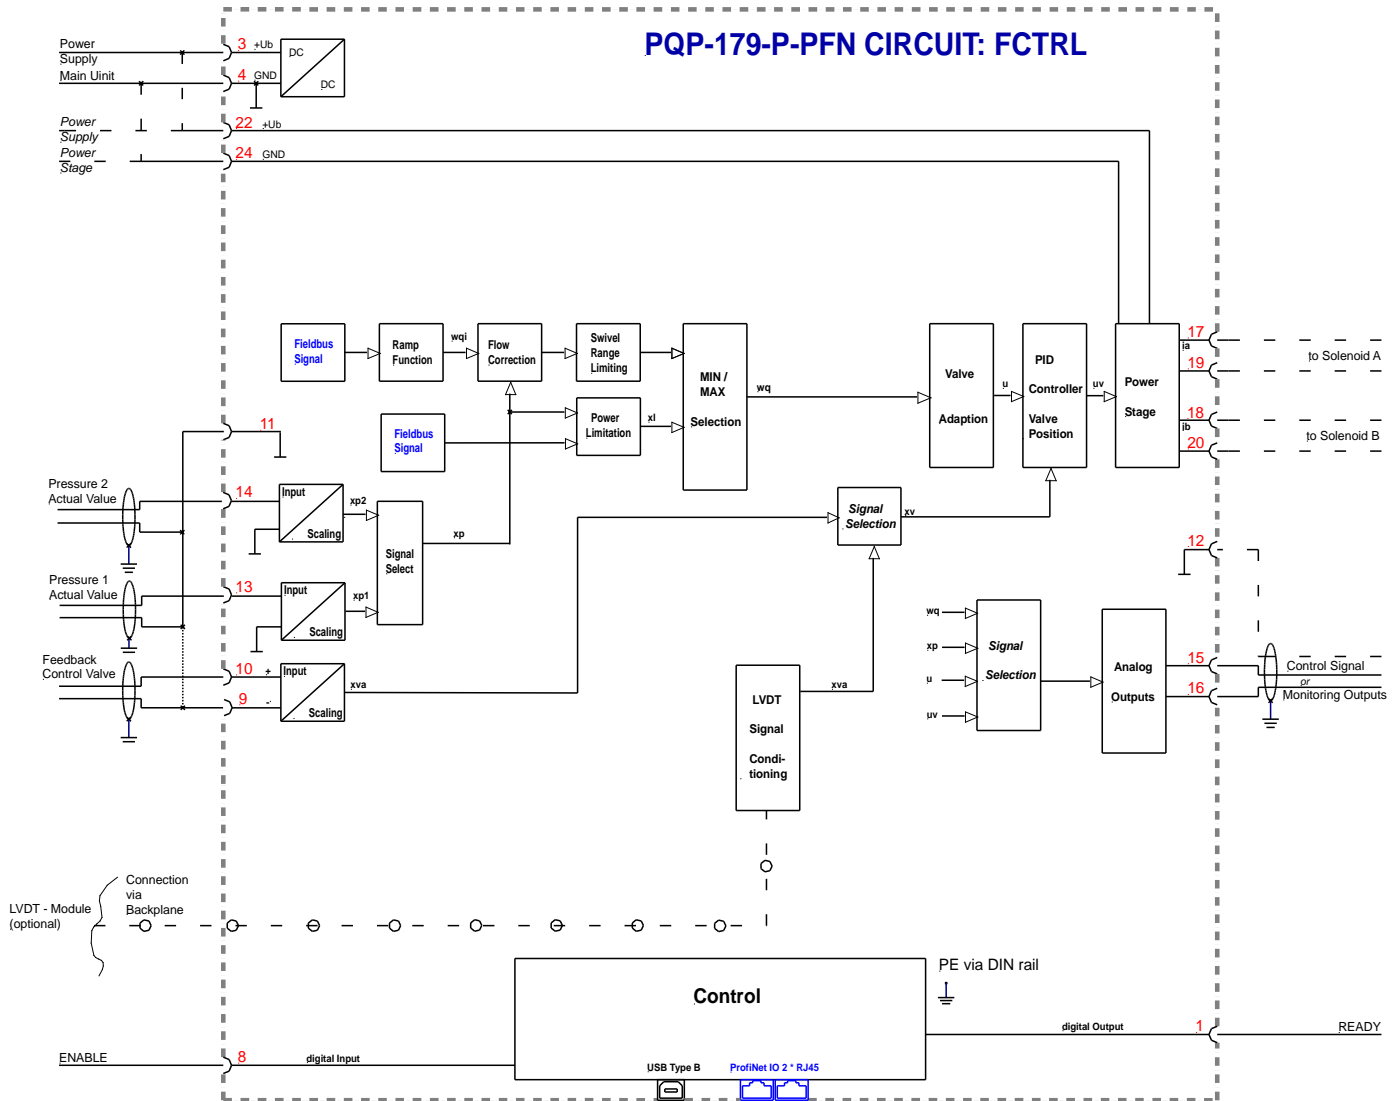 PQP-179-P-PFN CIRCUIT: FCTRL
Power
Supply
Main Uinit
3 +Ub
4 GND
DC
DC
Power
Supply
Power
Stage
22 +Ub
24 GND
Fieldbus
Signal
Ramp
Function
wqi
Flow
Correction
Swivel
Range
Limiting
Fieldbus
Signal
Power
Limitation
xl
MIN /
MAX
Selection
wq
Valve
Adaption
u
PID
Controller
Valve
Position
uv
Power
Stage
17
ia
19
to Solenoid A
18
ib
20
to Solenoid B
11
Pressure 2
Actual Value
14
Input
Scaling
xp2
Signal
Select
xp
Pressure 1
Actual Value
13
Input
Scaling
xp1
Feedback
Control Valve
10 +
9 -
Input
Scaling
xva
Signal
Selection
xv
12
LVDT
Signal
Condi-
tioning
xva
wq
xp
u
uv
Signal
Selection
Analog
Outputs
15
16
Control Signal
or
Monitoring Outputs
LVDT - Module
(optional)
Connection
via
Backplane
Control
PE via DIN rail
digital Output
1
READY
ENABLE
8
digital Input
USB Type B
ProfiNet IO 2 * RJ45